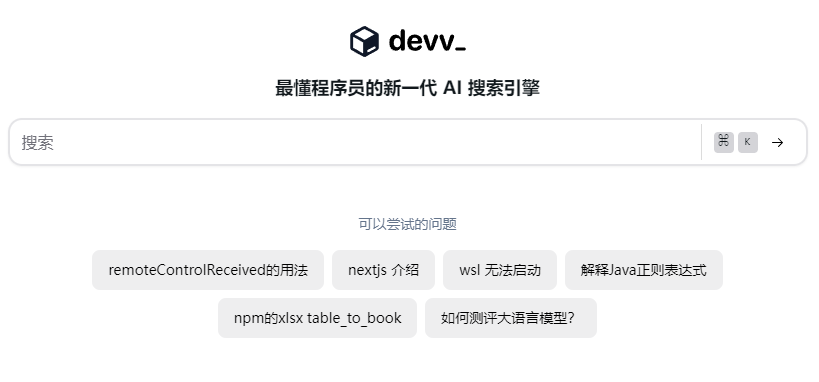 devv_
最懂程序员的新一代 AI 搜索引擎
搜索 ⌘ K →
可以尝试的问题
remoteControlReceived的用法 nextjs 介绍 wsl 无法启动 解释Java正则表达式
npm的xlsx table_to_book 如何测评大语言模型？